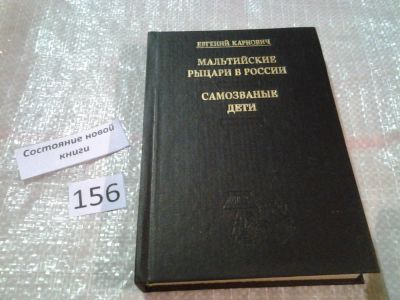 ЕВГЕНИЙ КАРНОВИЧ
МАЛЬТИЙСКИЕ
РЫЦАРИ В РОССИИ
САМОЗВАНЫЕ
ДЕТИ
Состояние новой
книги
156